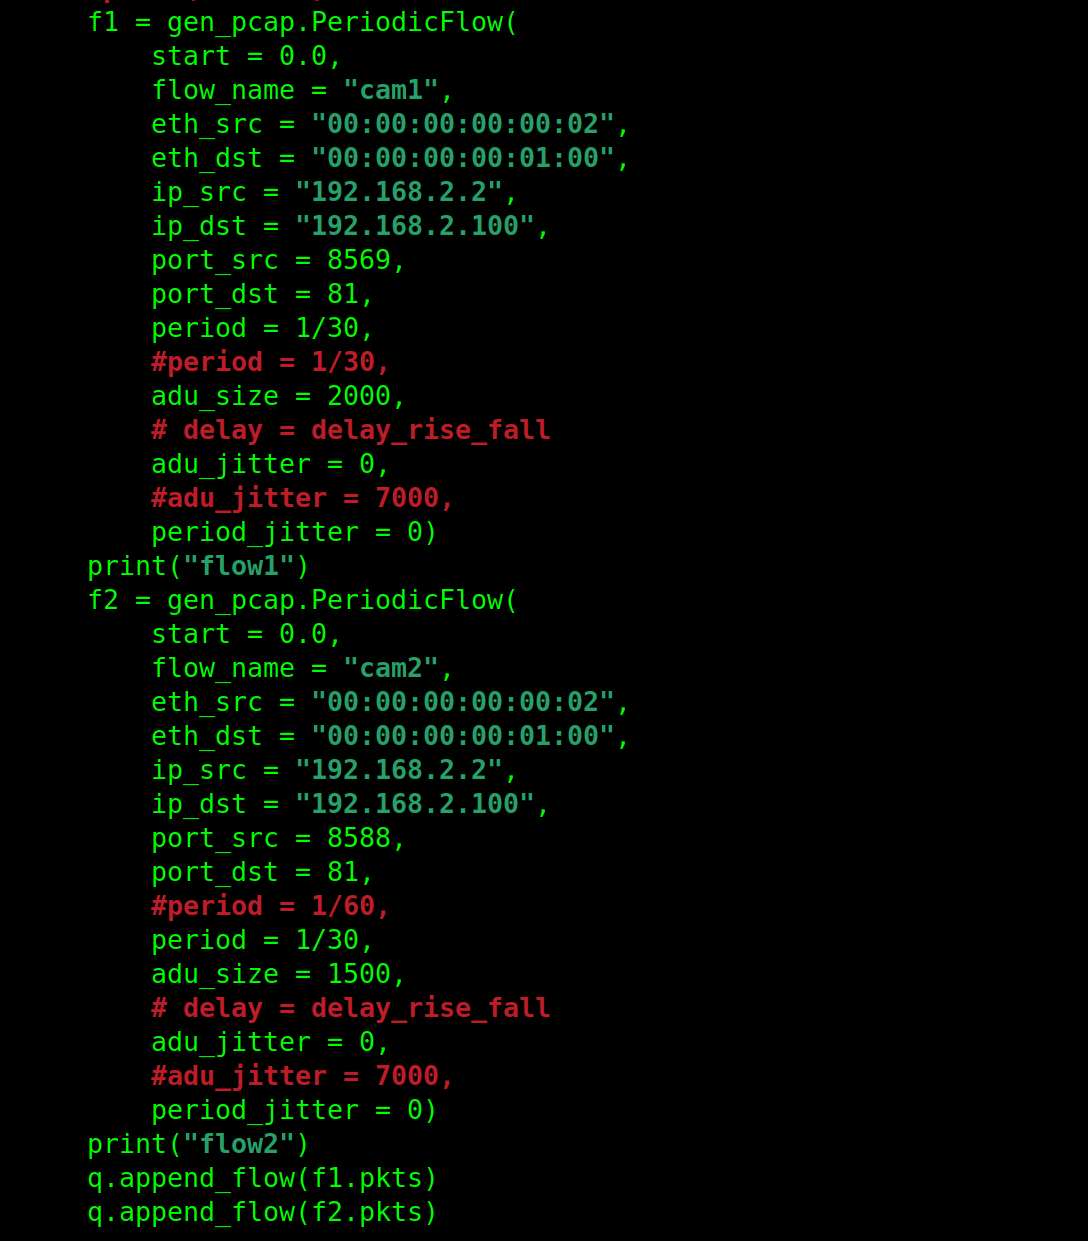 f1 = gen_pcap.PeriodicFlow(
start = 0.0,
flow_name = "cam1",
eth_src = "00:00:00:00:00:02",
eth_dst = "00:00:00:00:01:00",
ip_src = "192.168.2.2",
ip_dst = "192.168.2.100",
port_src = 8569,
port_dst = 81,
period = 1/30,
#period = 1/30,
adu_size = 2000,
# delay = delay_rise_fall
adu_jitter = 0,
#adu_jitter = 7000,
period_jitter = 0)
print("flow1")
f2 = gen_pcap.PeriodicFlow(
start = 0.0,
flow_name = "cam2",
eth_src = "00:00:00:00:00:02",
eth_dst = "00:00:00:00:01:00",
ip_src = "192.168.2.2",
ip_dst = "192.168.2.100",
port_src = 8588,
port_dst = 81,
#period = 1/60,
period = 1/30,
adu_size = 1500,
# delay = delay_rise_fall
adu_jitter = 0,
#adu_jitter = 7000,
period_jitter = 0)
print("flow2")
q.append_flow(f1.pkts)
q.append_flow(f2.pkts)